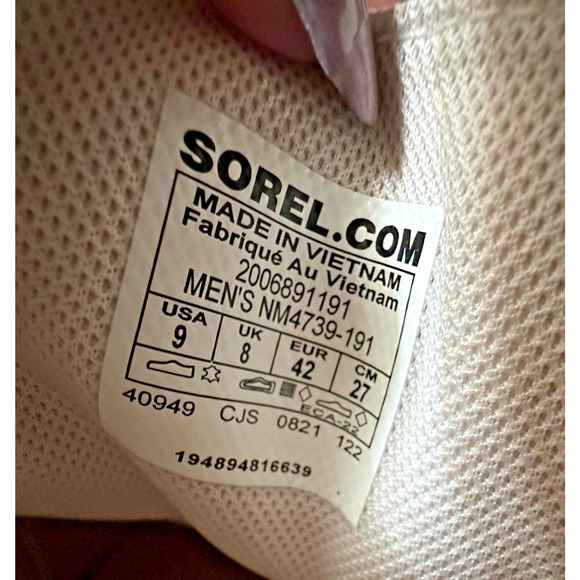 SOREL.COM
MADE IN VIETNAM
Fabriqué Au Vietnam
2006891191
MEN'S NM4739-191
USA UK EUR CM
9 8 42 27
ECA-22
40949 CJS 0821 122
194894816639